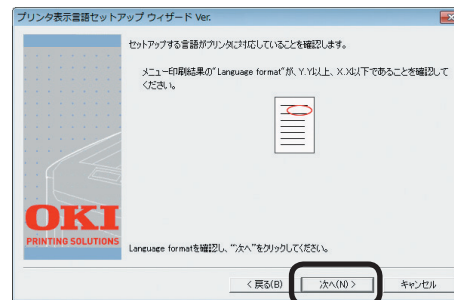 プリンタ表示言語セットアップ ウィザード Ver.
セットアップする言語がプリンタに対応していることを確認します。
メニュー印刷結果の"Language format"が、Y.Y以上、X.X以下であることを確認して
ください。
OKI
PRINTING SOLUTIONS
Language formatを確認し、"次へ"をクリックしてください。
< 戻る(B)
次へ(N) >
キャンセル